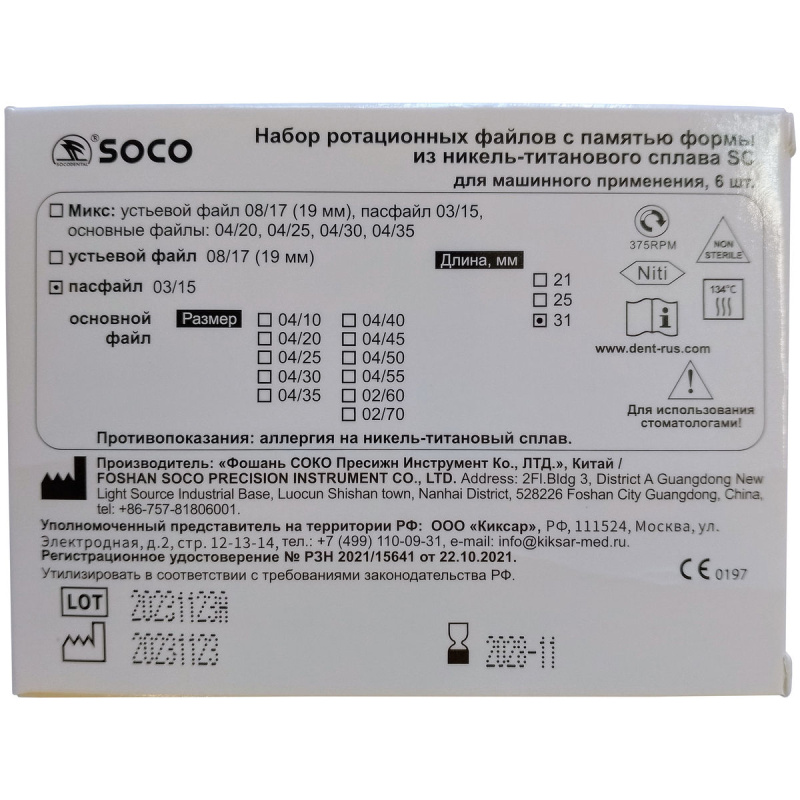 SOCO
SOCODENTAL
®
Набор ротационных файлов с памятью формы
из никель-титанового сплава SC
для машинного применения, 6 шт.
Микс: устьевой файл 08/17 (19 мм), пасфайл 03/15,
основные файлы: 04/20, 04/25, 04/30, 04/35
устьевой файл 08/17 (19 mm)
Длина, мм
пасфайл 03/15
21
25
31
основной файл
Размер
04/10 04/40
04/20 04/45
04/25 04/50
04/30 04/55
04/35 02/60
02/70
375RPM
NON
STERILE
Niti
134°C
i
www.dent-rus.com
Для использования
стоматологами!
Противопоказания: аллергия на никель-титановый сплав.
Производитель: «Фошань СОКО Пресижн Инструмент Ко., ЛТД.», Китай /
FOSHAN SOCO PRECISION INSTRUMENT CO., LTD. Address: 2Fl.Bldg 3, District A Guangdong New
Light Source Industrial Base, Luocun Shishan town, Nanhai District, 528226 Foshan City Guangdong, China,
tel: +86-757-81806001.
Уполномоченный представитель на территории РФ: ООО «Киксар», РФ, 111524, Москва, ул.
Электродная, д.2, стр. 12-13-14, тел.: +7 (499) 110-09-31, e-mail: info@kiksar-med.ru.
Регистрационное удостоверение № РЗН 2021/15641 от 22.10.2021.
Утилизировать в соответствии с требованиями законодательства РФ.
CE 0197
LOT 20231123A
20231123
2028-11